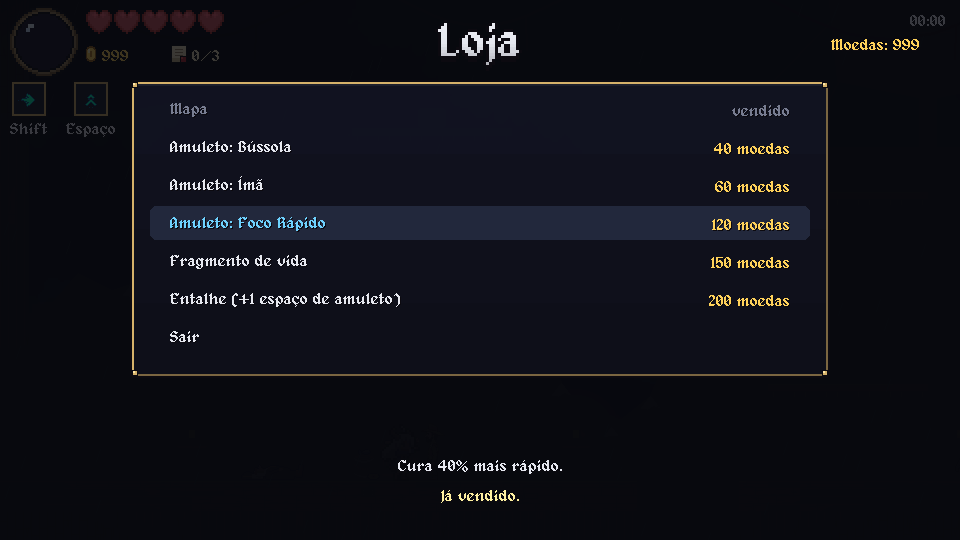 Loja
00:00
Moedas: 999
999
0/3
Shift
Espaço
Mapa vendido
Amuleto: Bússola 40 moedas
Amuleto: Ímã 60 moedas
Amuleto: Foco Rápido 120 moedas
Fragmento de vida 150 moedas
Entalhe (+1 espaço de amuleto) 200 moedas
Sair
Cura 40% mais rápido.
Já vendido.